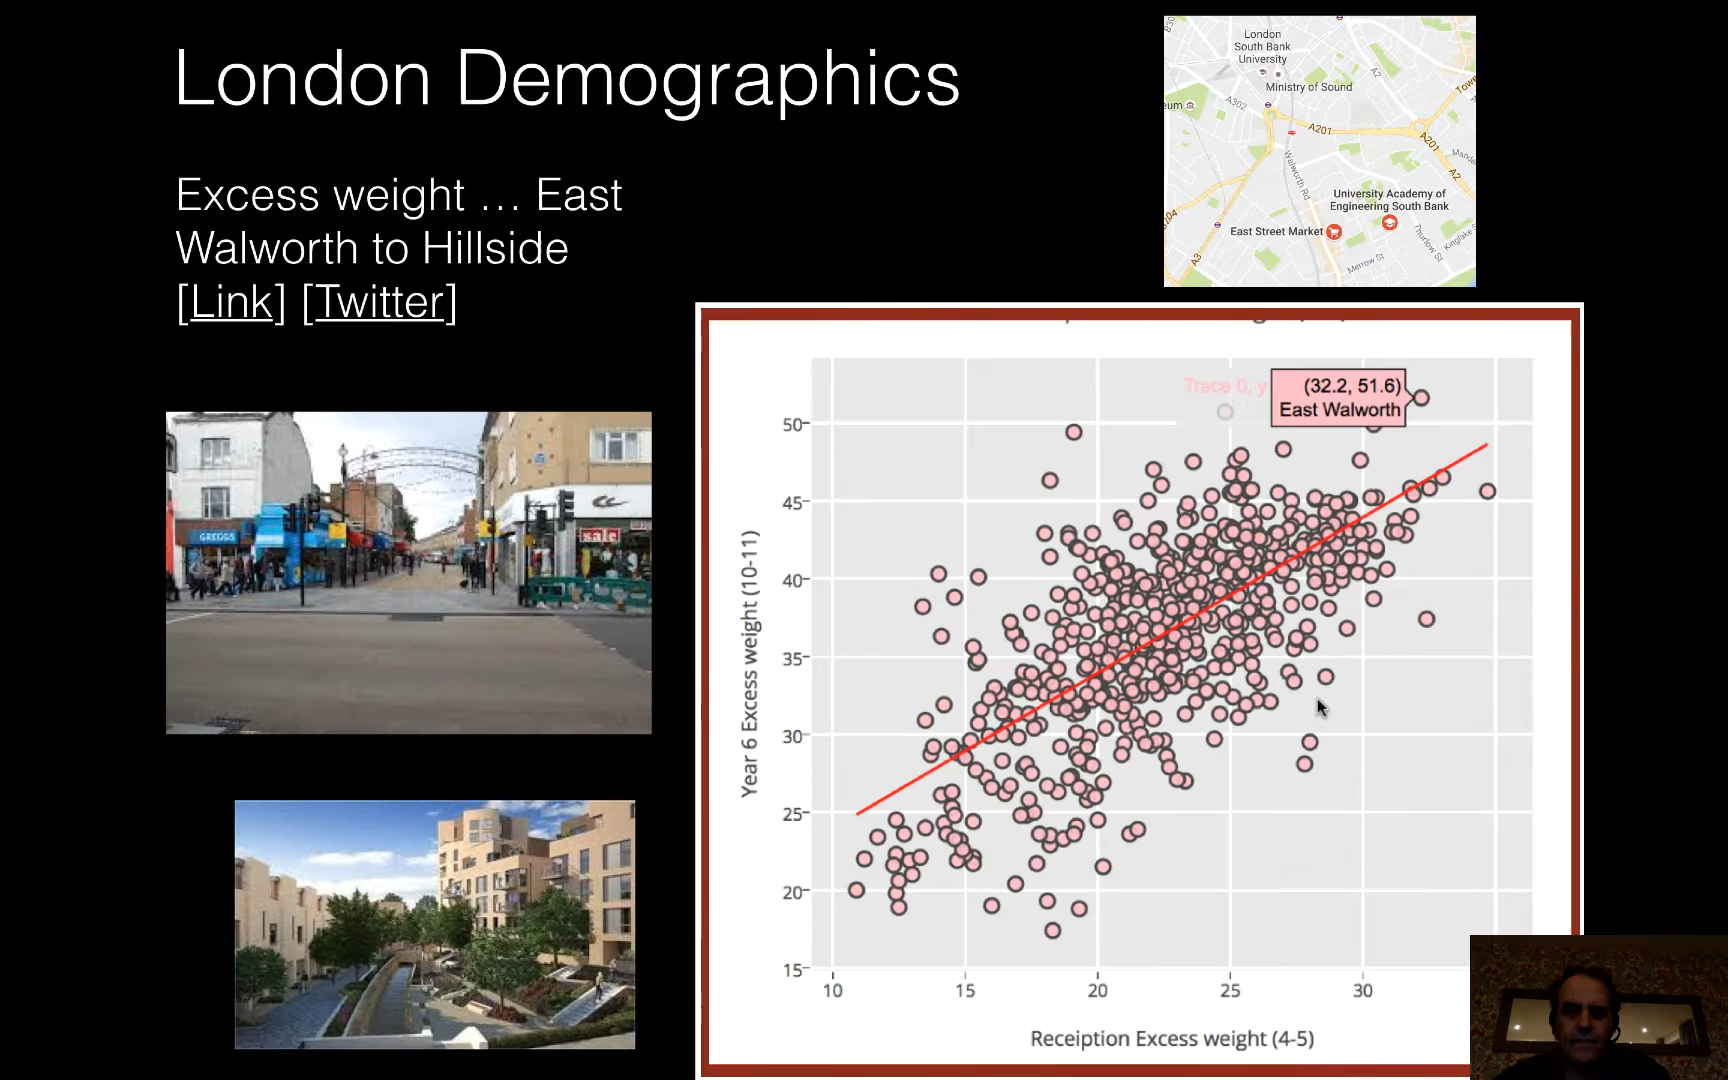 London Demographics
Excess weight … East
Walworth to Hillside
[Link] [Twitter]
London
South Bank
University
Ministry of Sound
A302
A2
A201
A201
A2
Walworth Rd
University Academy of
Engineering South Bank
East Street Market
Thurlow St
Merrow St
A3
eum
GREGGS
sale
Trace 0, y
(32.2, 51.6)
East Walworth
50
45
40
35
30
25
20
15
10
15
20
25
30
Year 6 Excess weight (10-11)
Receiption Excess weight (4-5)